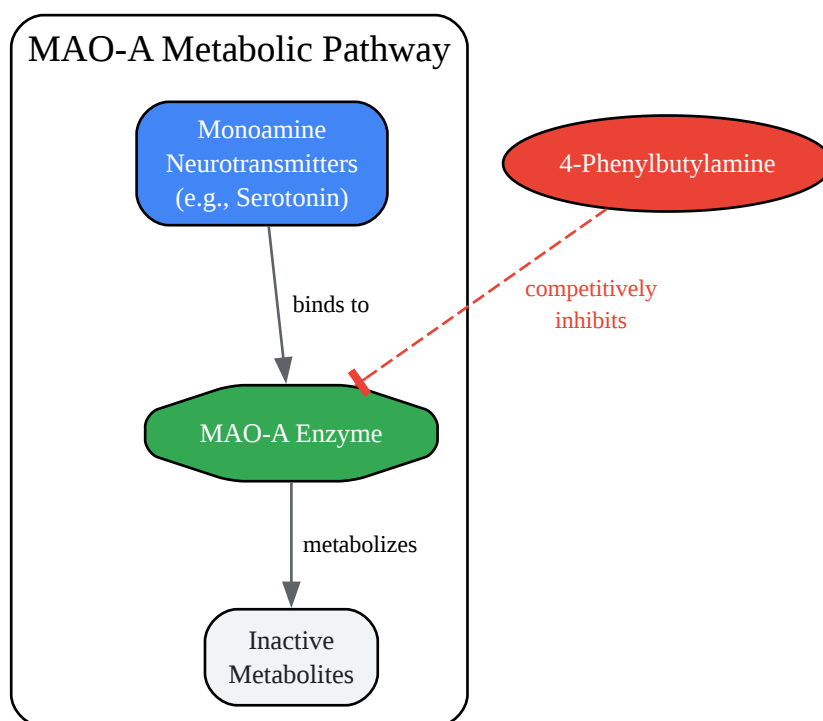 MAO-A Metabolic Pathway
Monoamine
Neurotransmitters
(e.g., Serotonin)
4-Phenylbutylamine
binds to
competitively
inhibits
MAO-A Enzyme
metabolizes
Inactive
Metabolites